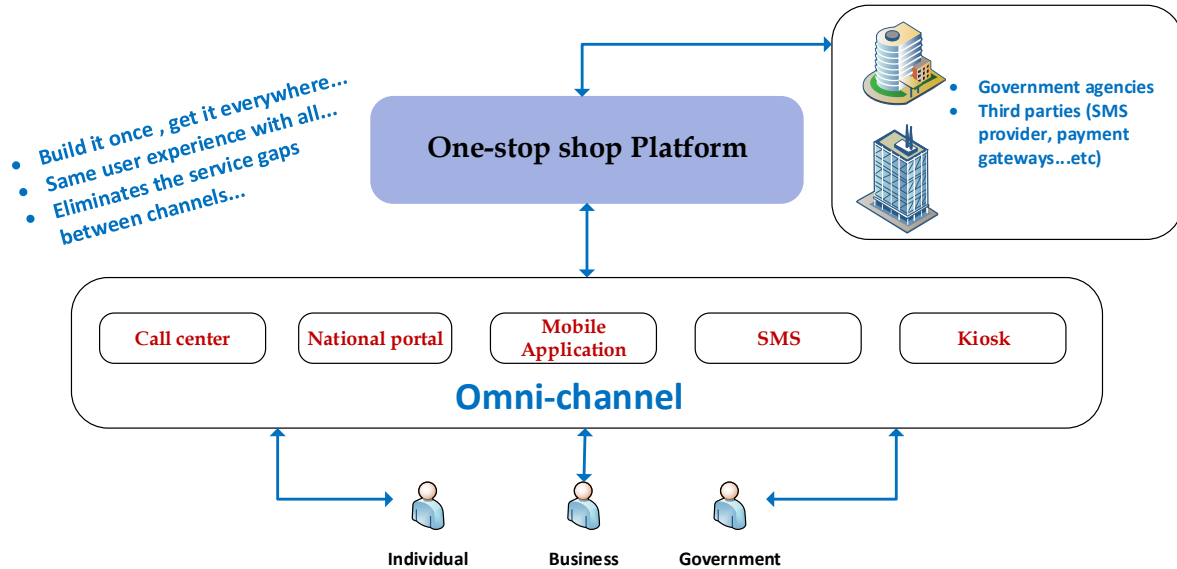 • Build it once , get it everywhere...
• Same user experience with all...
• Eliminates the service gaps
between channels...
One-stop shop Platform
• Government agencies
• Third parties (SMS
provider, payment
gateways...etc)
Call center
National portal
Mobile
Application
SMS
Kiosk
Omni-channel
Individual
Business
Government